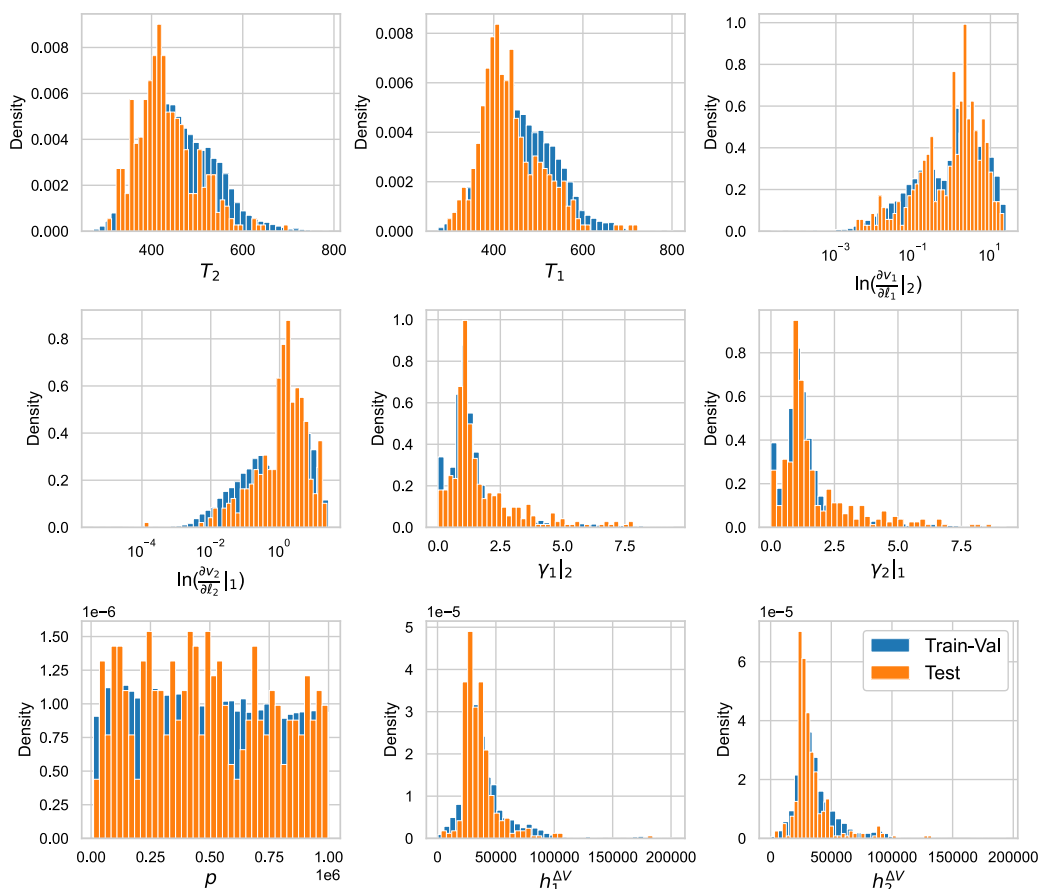 0.008
0.006
0.004
0.002
0.000
Density
400 600 800
T₂
0.008
0.006
0.004
0.002
0.000
Density
400 600 800
T₁
1.0
0.8
0.6
0.4
0.2
0.0
Density
10⁻³ 10⁻¹ 10¹
ln(∂v₁/∂ℓ₁|₂)
0.8
0.6
0.4
0.2
0.0
Density
10⁻⁴ 10⁻² 10⁰
ln(∂v₂/∂ℓ₂|₁)
1.0
0.8
0.6
0.4
0.2
0.0
Density
0.0 2.5 5.0 7.5
γ₁|₂
0.8
0.6
0.4
0.2
0.0
Density
0.0 2.5 5.0 7.5
γ₂|₁
1e−6
1.50
1.25
1.00
0.75
0.50
0.25
0.00
Density
0.00 0.25 0.50 0.75 1.00
1e6
p
1e−5
5
4
3
2
1
0
Density
0 50000 100000 150000 200000
h₁^ΔV
1e−5
6
4
2
0
Density
Train-Val
Test
0 50000 100000 150000 200000
h₂^ΔV